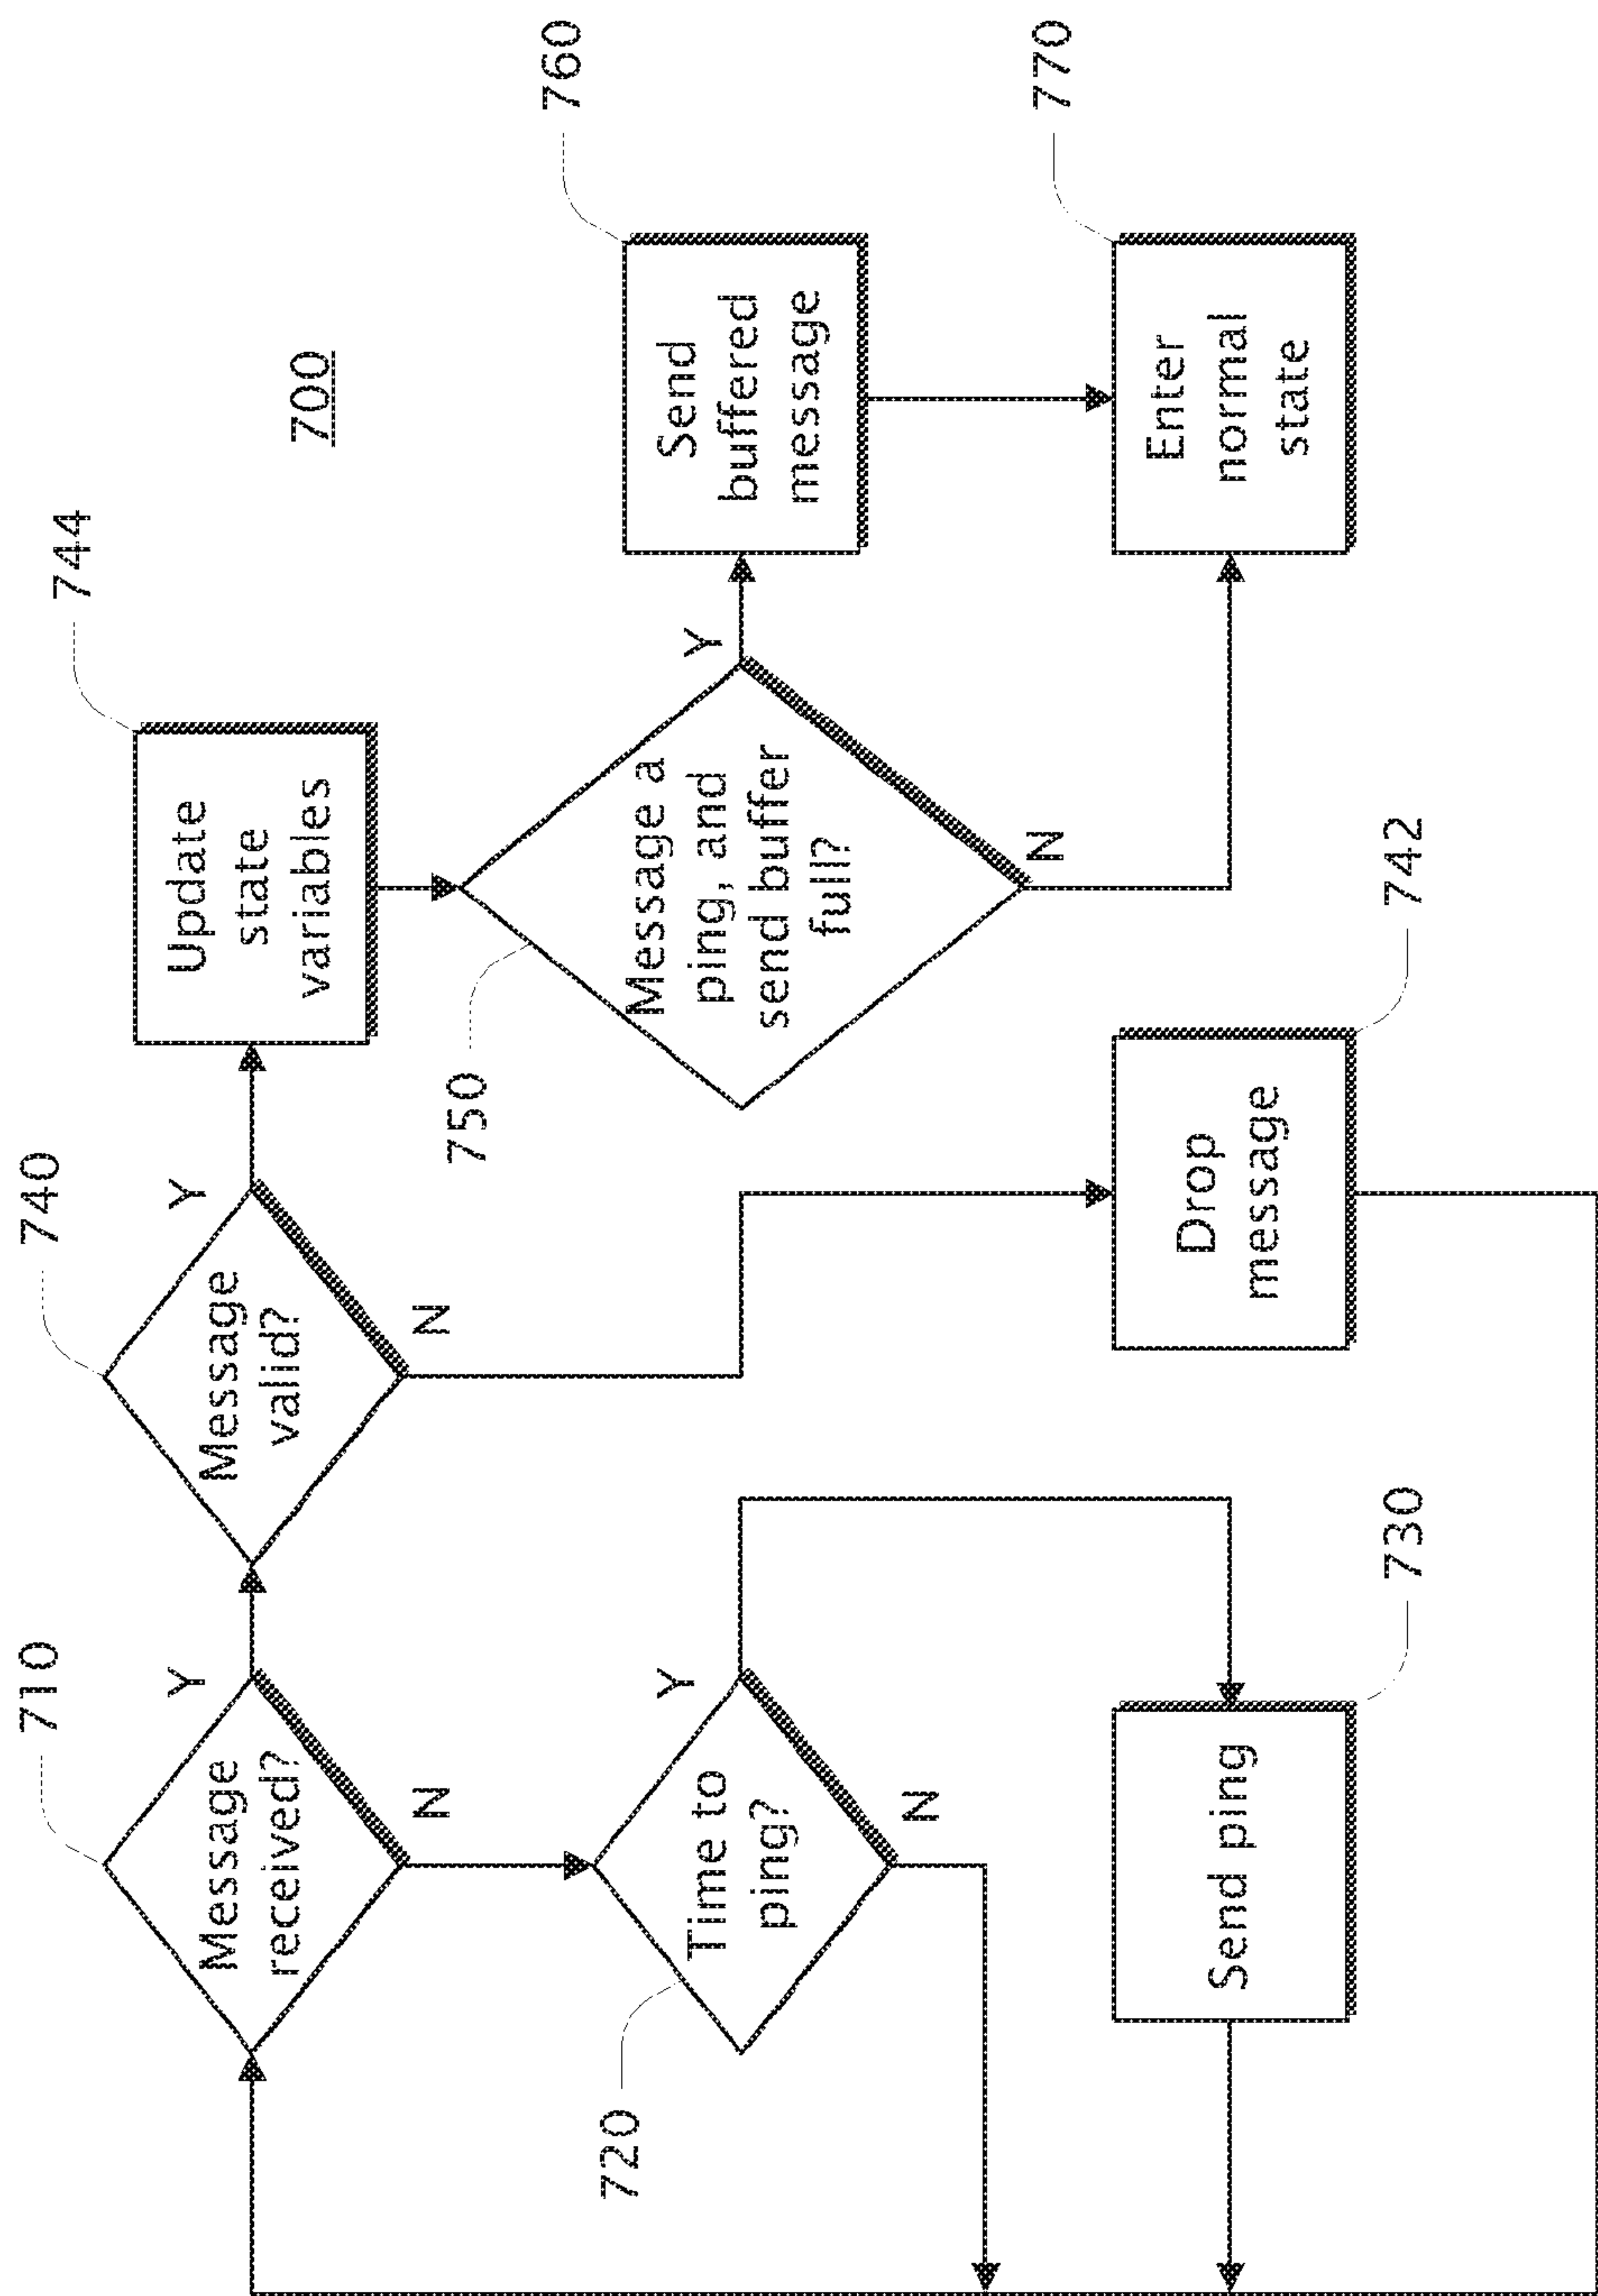 700
710
Message
received?
Y
N
740
Message
valid?
Y
N
744
Update
state
variables
720
Time to
ping?
Y
N
750
Message a
ping, and
send buffer
full?
Y
N
760
Send
buffered
message
730
Send ping
742
Drop
message
770
Enter
normal
state